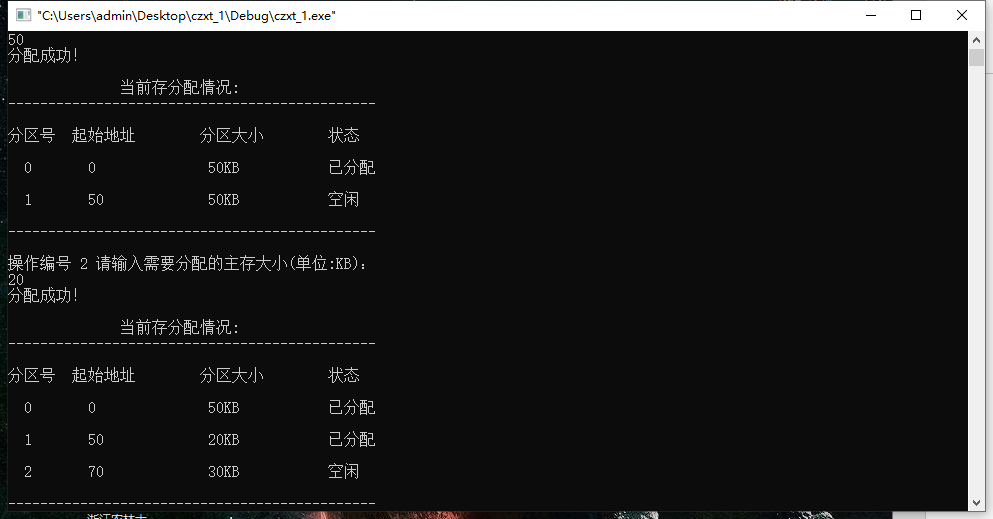 "C:\Users\admin\Desktop\czxt_1\Debug\czxt_1.exe"
50
分配成功!
当前存分配情况:
----------------------------------------------
分区号 起始地址 分区大小 状态
0 0 50KB 已分配
1 50 50KB 空闲
----------------------------------------------
操作编号 2 请输入需要分配的主存大小(单位:KB):
20
分配成功!
当前存分配情况:
----------------------------------------------
分区号 起始地址 分区大小 状态
0 0 50KB 已分配
1 50 20KB 已分配
2 70 30KB 空闲
----------------------------------------------